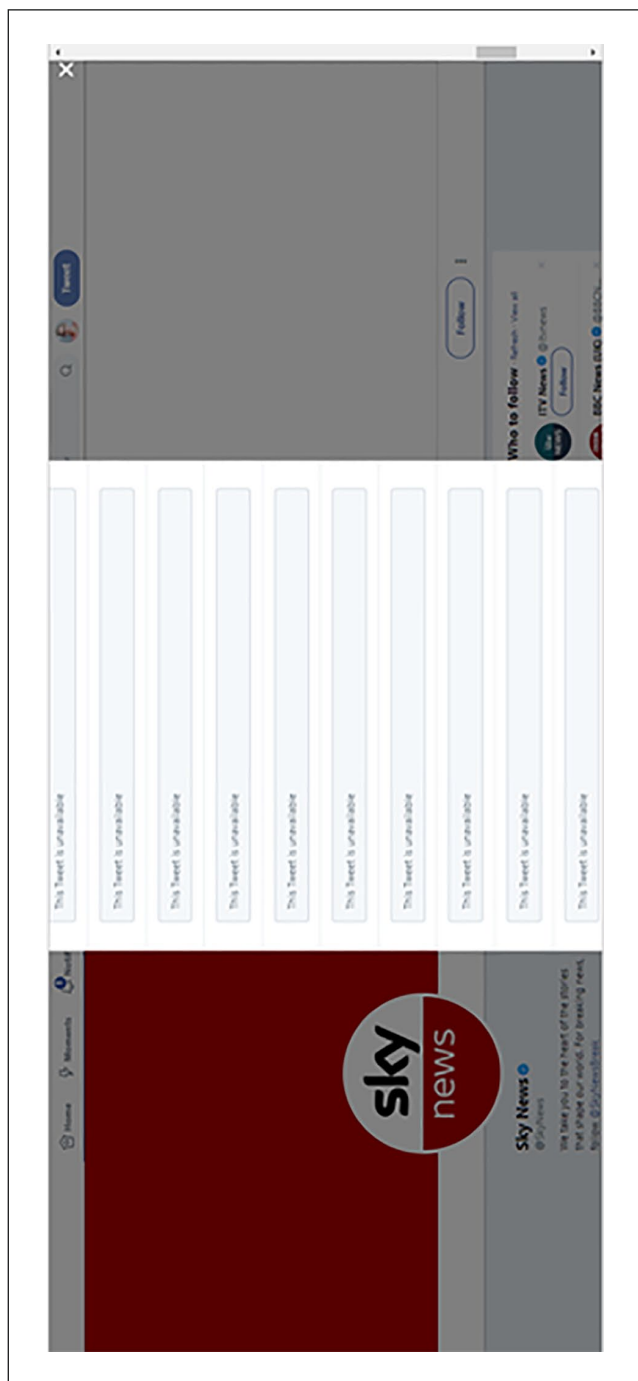 Home Moments
Tweet
This Tweet is unavailable
This Tweet is unavailable
This Tweet is unavailable
This Tweet is unavailable
This Tweet is unavailable
This Tweet is unavailable
This Tweet is unavailable
This Tweet is unavailable
This Tweet is unavailable
This Tweet is unavailable
sky
news
Follow
Sky News
@SkyNews
We take you to the heart of the stories
that shape our world. For breaking news,
follow @SkyNewsBreak
Who to follow · Refresh · View all
ITV News @itvnews
Follow
NEWS
BBC News (UK)